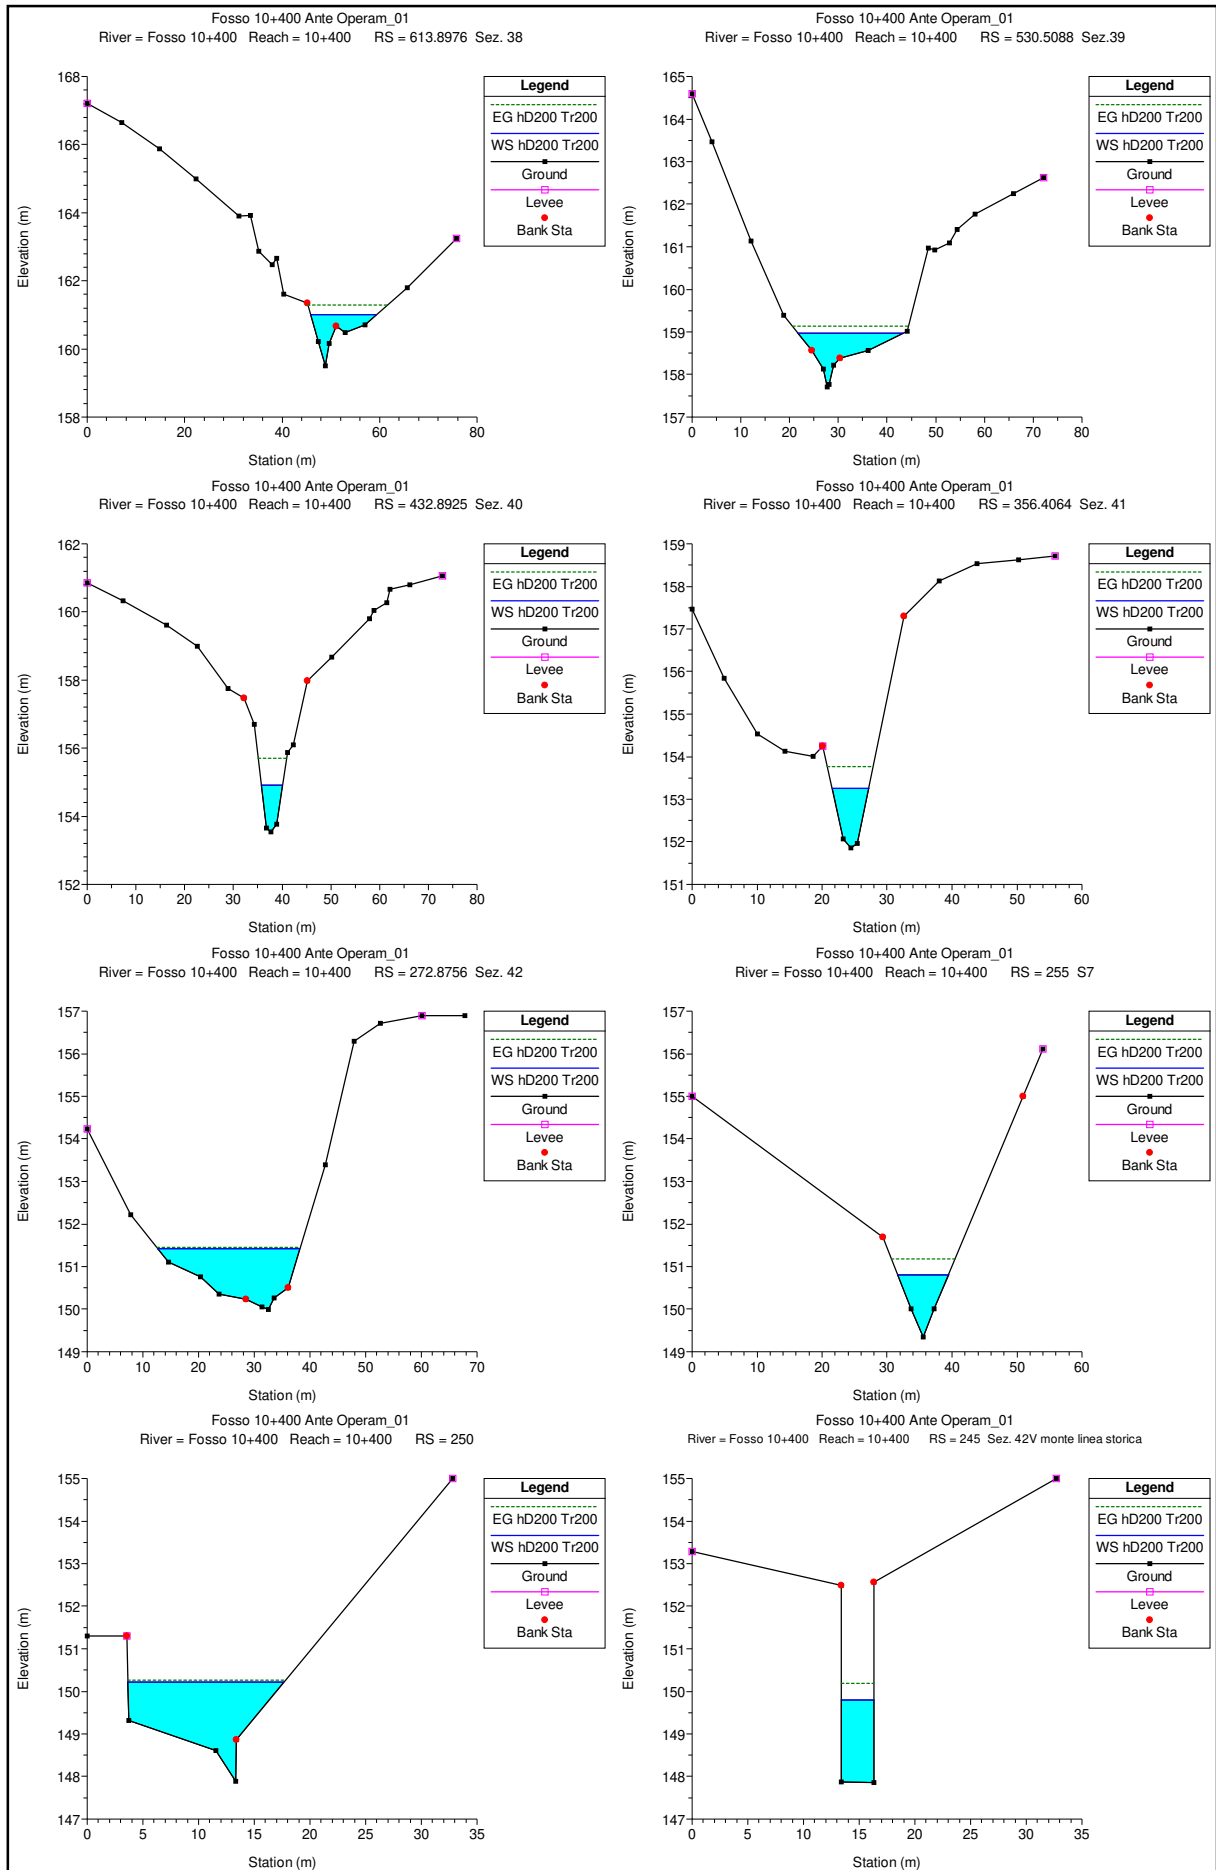 Fosso 10+400 Ante Operam_01
River = Fosso 10+400 Reach = 10+400 RS = 613.8976 Sez. 38
Elevation (m)
168
166
164
162
160
158
0 20 40 60 80
Station (m)
Legend
EG hD200 Tr200
WS hD200 Tr200
Ground
Levee
Bank Sta
Fosso 10+400 Ante Operam_01
River = Fosso 10+400 Reach = 10+400 RS = 530.5088 Sez.39
Elevation (m)
165
164
163
162
161
160
159
158
157
0 10 20 30 40 50 60 70 80
Station (m)
Legend
EG hD200 Tr200
WS hD200 Tr200
Ground
Levee
Bank Sta
Fosso 10+400 Ante Operam_01
River = Fosso 10+400 Reach = 10+400 RS = 432.8925 Sez. 40
Elevation (m)
162
160
158
156
154
152
0 10 20 30 40 50 60 70 80
Station (m)
Legend
EG hD200 Tr200
WS hD200 Tr200
Ground
Levee
Bank Sta
Fosso 10+400 Ante Operam_01
River = Fosso 10+400 Reach = 10+400 RS = 356.4064 Sez. 41
Elevation (m)
159
158
157
156
155
154
153
152
151
0 10 20 30 40 50 60
Station (m)
Legend
EG hD200 Tr200
WS hD200 Tr200
Ground
Levee
Bank Sta
Fosso 10+400 Ante Operam_01
River = Fosso 10+400 Reach = 10+400 RS = 272.8756 Sez. 42
Elevation (m)
157
156
155
154
153
152
151
150
149
0 10 20 30 40 50 60 70
Station (m)
Legend
EG hD200 Tr200
WS hD200 Tr200
Ground
Levee
Bank Sta
Fosso 10+400 Ante Operam_01
River = Fosso 10+400 Reach = 10+400 RS = 255 S7
Elevation (m)
157
156
155
154
153
152
151
150
149
0 10 20 30 40 50 60
Station (m)
Legend
EG hD200 Tr200
WS hD200 Tr200
Ground
Levee
Bank Sta
Fosso 10+400 Ante Operam_01
River = Fosso 10+400 Reach = 10+400 RS = 250
Elevation (m)
155
154
153
152
151
150
149
148
147
0 5 10 15 20 25 30 35
Station (m)
Legend
EG hD200 Tr200
WS hD200 Tr200
Ground
Levee
Bank Sta
Fosso 10+400 Ante Operam_01
River = Fosso 10+400 Reach = 10+400 RS = 245 Sez. 42V monte linea storica
Elevation (m)
155
154
153
152
151
150
149
148
147
0 5 10 15 20 25 30 35
Station (m)
Legend
EG hD200 Tr200
WS hD200 Tr200
Ground
Levee
Bank Sta